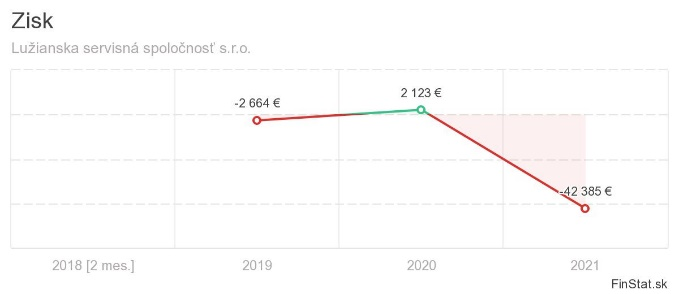 Zisk
Lužianska servisná spoločnosť s.r.o.
-2 664 €
2 123 €
-42 385 €
2018 [2 mes.]
2019
2020
2021
FinStat.sk